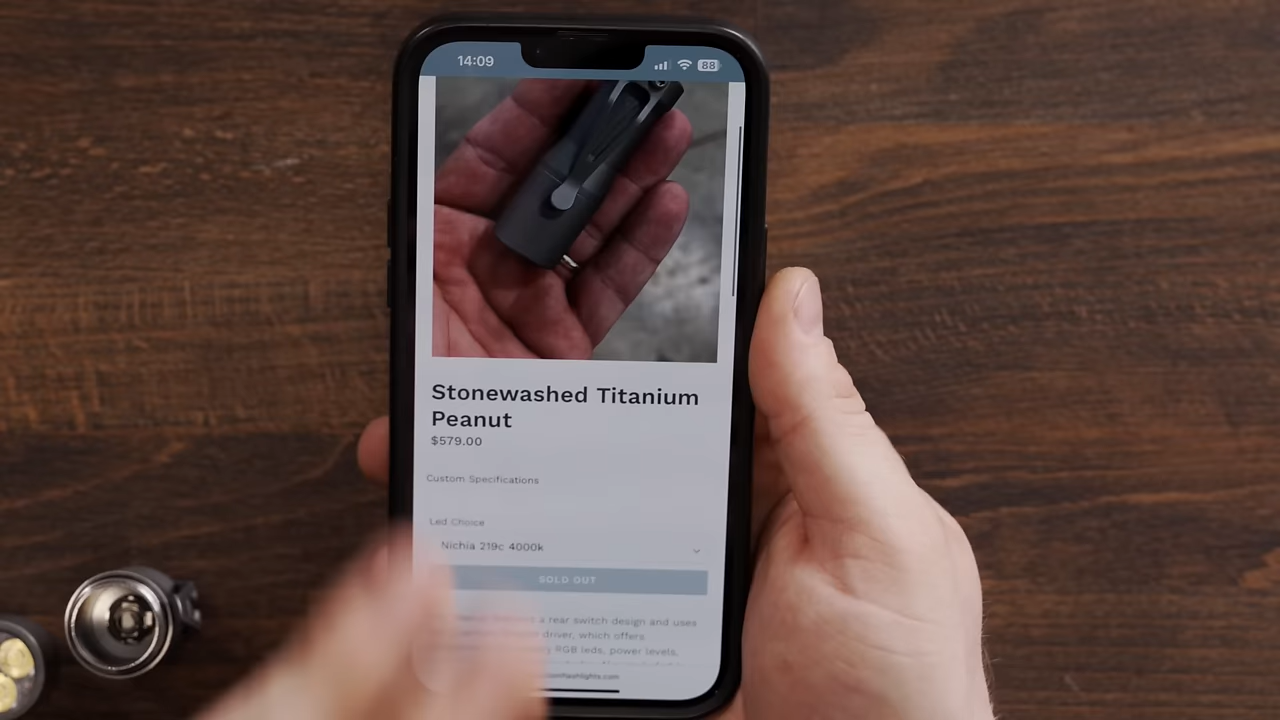 14:09
88
Stonewashed Titanium
Peanut
$579.00
Custom Specifications
Led Choice
Nichia 219c 4000k
SOLD OUT
a rear switch design and uses
driver, which offers
RGB leds, power levels,